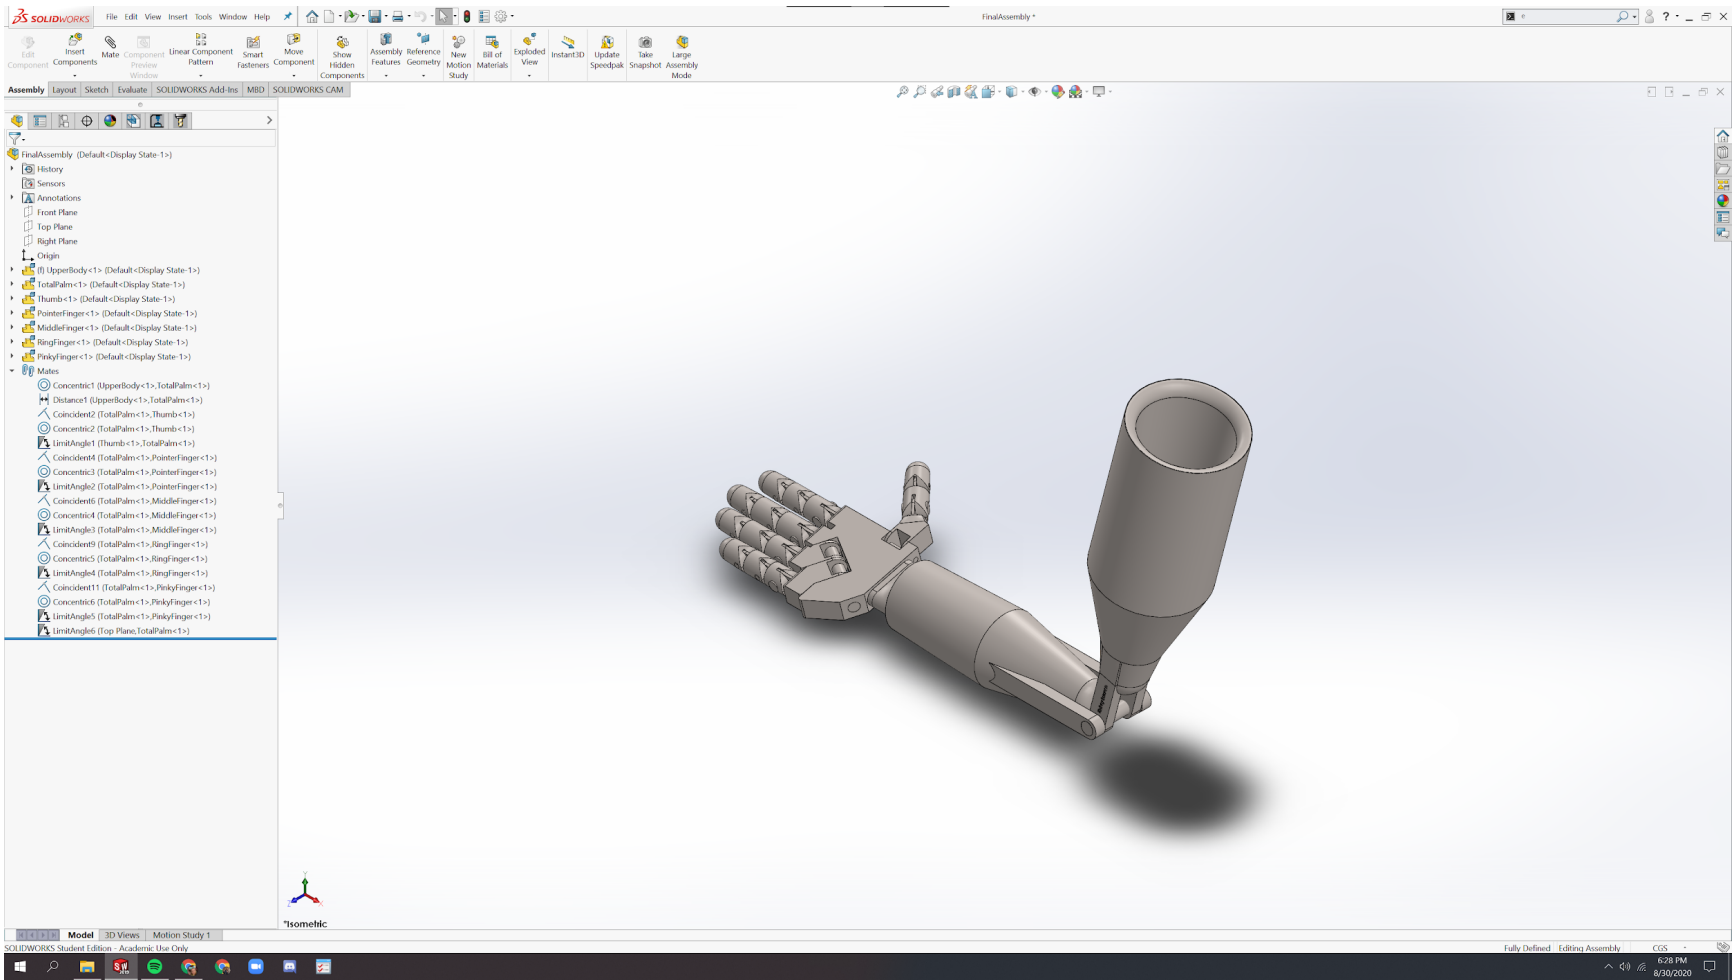 SOLIDWORKS File Edit View Insert Tools Window Help FinalAssembly *
Edit Component
Insert Components
Mate
Component Preview Window
Linear Component Pattern
Smart Fasteners
Move Component
Show Hidden Components
Assembly Features
Reference Geometry
New Motion Study
Bill of Materials
Exploded View
Instant3D
Update Speedpak
Take Snapshot
Large Assembly Mode
Assembly Layout Sketch Evaluate SOLIDWORKS Add-Ins MBD SOLIDWORKS CAM
FinalAssembly (Default<Display State-1>)
History
Sensors
Annotations
Front Plane
Top Plane
Right Plane
Origin
(f) UpperBody<1> (Default<Display State-1>)
TotalPalm<1> (Default<Display State-1>)
Thumb<1> (Default<Display State-1>)
PointerFinger<1> (Default<Display State-1>)
MiddleFinger<1> (Default<Display State-1>)
RingFinger<1> (Default<Display State-1>)
PinkyFinger<1> (Default<Display State-1>)
Mates
Concentric1 (UpperBody<1>,TotalPalm<1>)
Distance1 (UpperBody<1>,TotalPalm<1>)
Coincident2 (TotalPalm<1>,Thumb<1>)
Concentric2 (TotalPalm<1>,Thumb<1>)
LimitAngle1 (Thumb<1>,TotalPalm<1>)
Coincident4 (TotalPalm<1>,PointerFinger<1>)
Concentric3 (TotalPalm<1>,PointerFinger<1>)
LimitAngle2 (TotalPalm<1>,PointerFinger<1>)
Coincident6 (TotalPalm<1>,MiddleFinger<1>)
Concentric4 (TotalPalm<1>,MiddleFinger<1>)
LimitAngle3 (TotalPalm<1>,MiddleFinger<1>)
Coincident9 (TotalPalm<1>,RingFinger<1>)
Concentric5 (TotalPalm<1>,RingFinger<1>)
LimitAngle4 (TotalPalm<1>,RingFinger<1>)
Coincident11 (TotalPalm<1>,PinkyFinger<1>)
Concentric6 (TotalPalm<1>,PinkyFinger<1>)
LimitAngle5 (TotalPalm<1>,PinkyFinger<1>)
LimitAngle6 (Top Plane,TotalPalm<1>)
*Isometric
Model 3D Views Motion Study 1
SOLIDWORKS Student Edition - Academic Use Only Fully Defined Editing Assembly CGS
6:28 PM
8/30/2020